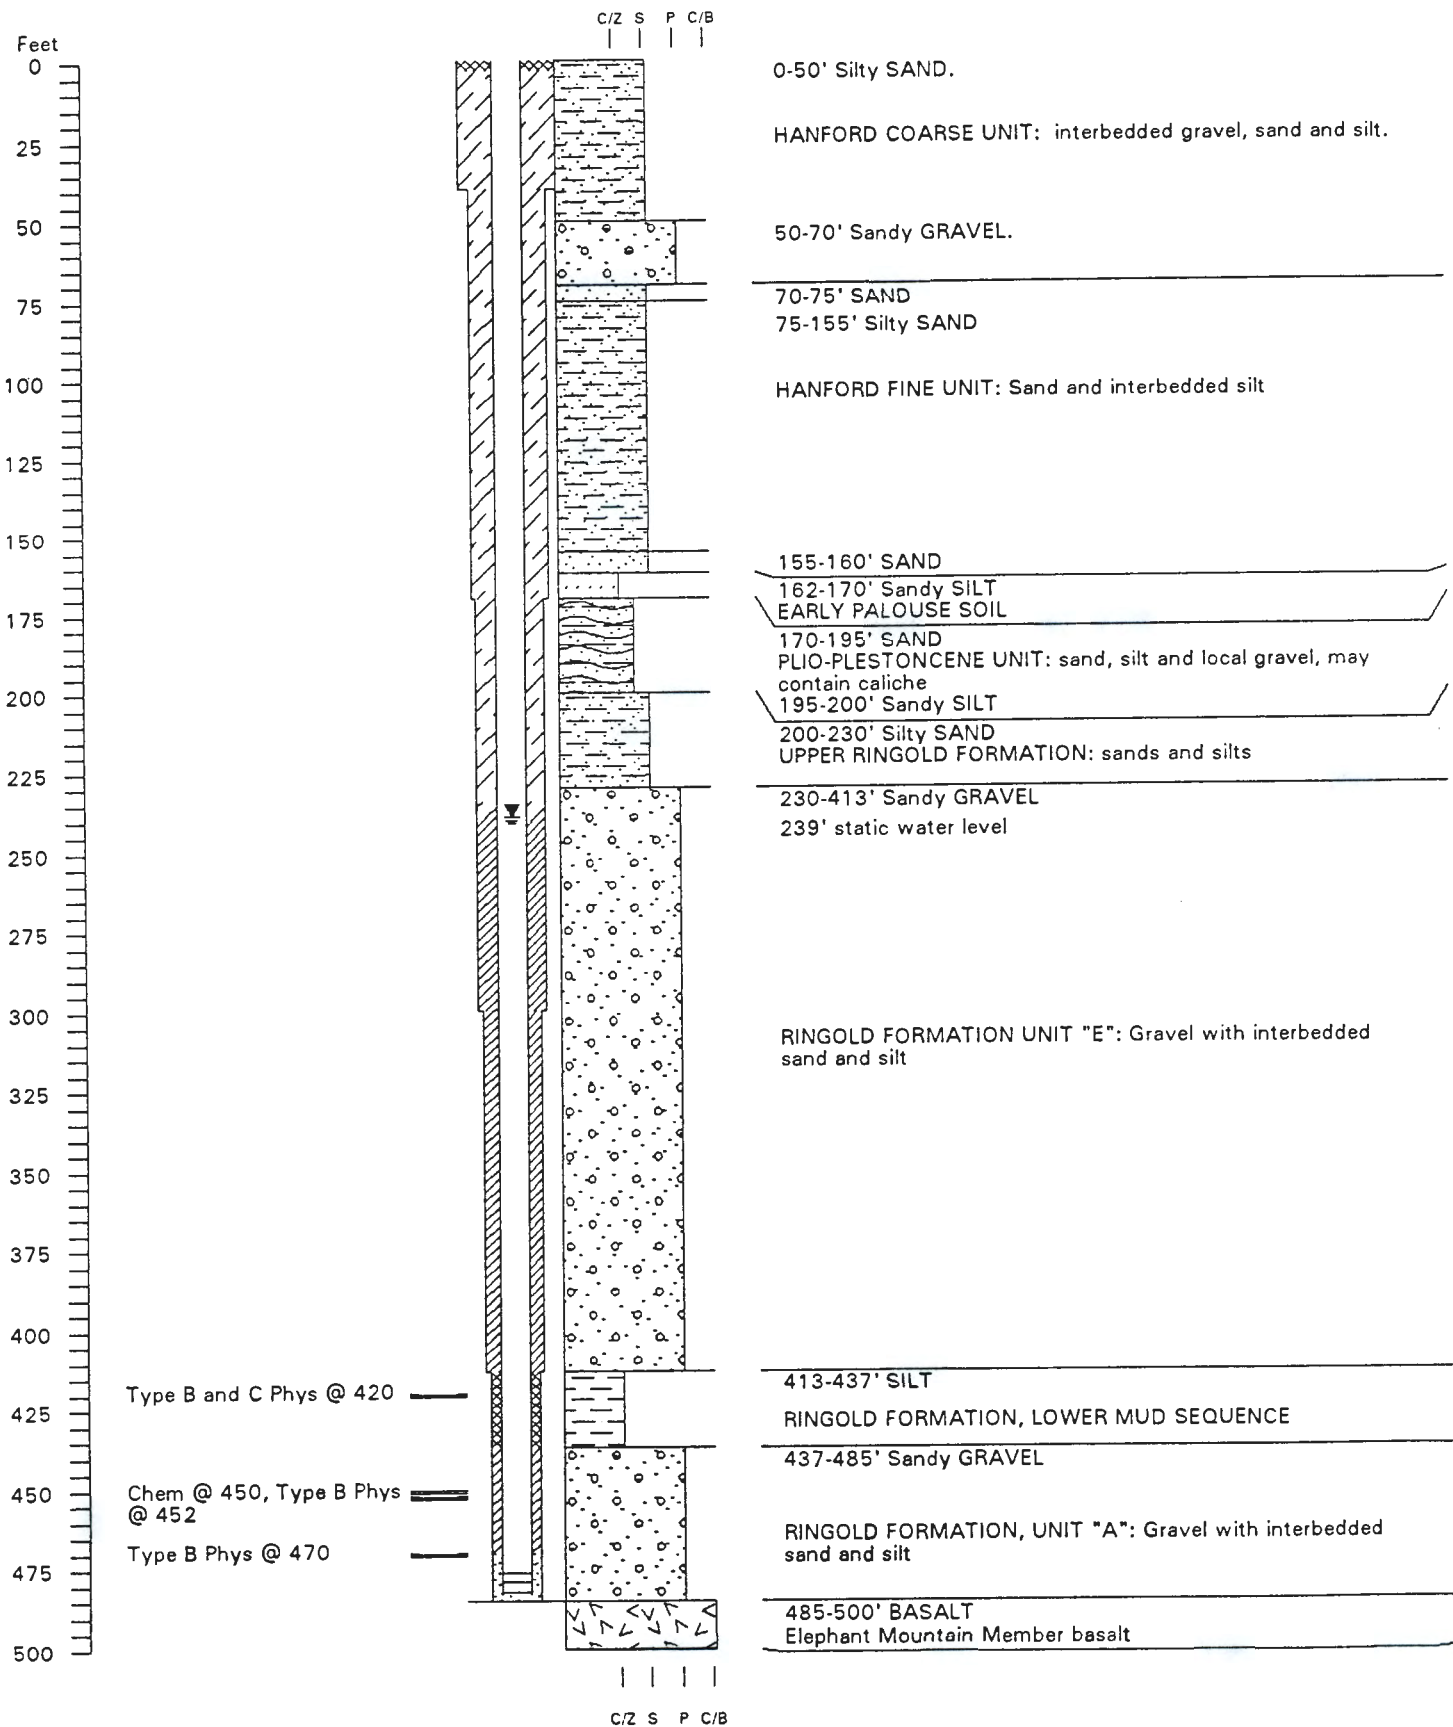 C/Z S P C/B
Feet
0
25
50
75
100
125
150
175
200
225
250
275
300
325
350
375
400
425
450
475
500
0-50' Silty SAND.
HANFORD COARSE UNIT: interbedded gravel, sand and silt.
50-70' Sandy GRAVEL.
70-75' SAND
75-155' Silty SAND
HANFORD FINE UNIT: Sand and interbedded silt
155-160' SAND
162-170' Sandy SILT
EARLY PALOUSE SOIL
170-195' SAND
PLIO-PLESTONCENE UNIT: sand, silt and local gravel, may
contain caliche
195-200' Sandy SILT
200-230' Silty SAND
UPPER RINGOLD FORMATION: sands and silts
230-413' Sandy GRAVEL
239' static water level
RINGOLD FORMATION UNIT "E": Gravel with interbedded
sand and silt
Type B and C Phys @ 420
413-437' SILT
RINGOLD FORMATION, LOWER MUD SEQUENCE
437-485' Sandy GRAVEL
Chem @ 450, Type B Phys
@ 452
RINGOLD FORMATION, UNIT "A": Gravel with interbedded
sand and silt
Type B Phys @ 470
485-500' BASALT
Elephant Mountain Member basalt
C/Z S P C/B